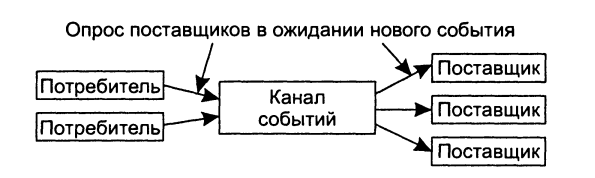 Опрос поставщиков в ожидании нового события
Потребитель
Потребитель
Канал
событий
Поставщик
Поставщик
Поставщик